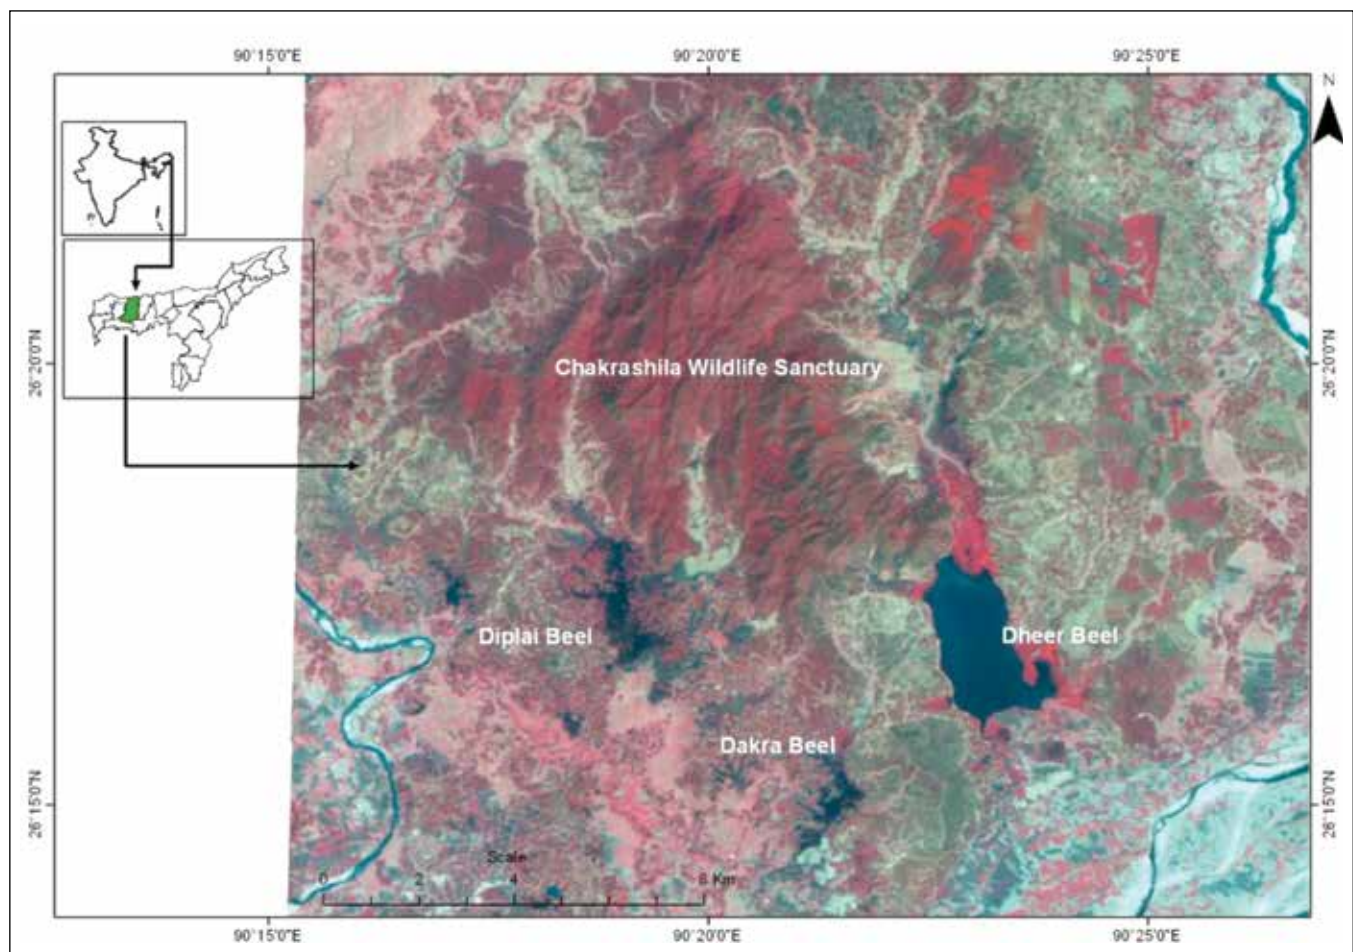 90°15'0"E
90°20'0"E
90°25'0"E
N
26°20'0"N
26°20'0"N
Chakrashila Wildlife Sanctuary
Diplai Beel
Dheer Beel
Dakra Beel
26°15'0"N
26°15'0"N
Scale
0 2 4 8 Km
90°15'0"E
90°20'0"E
90°25'0"E